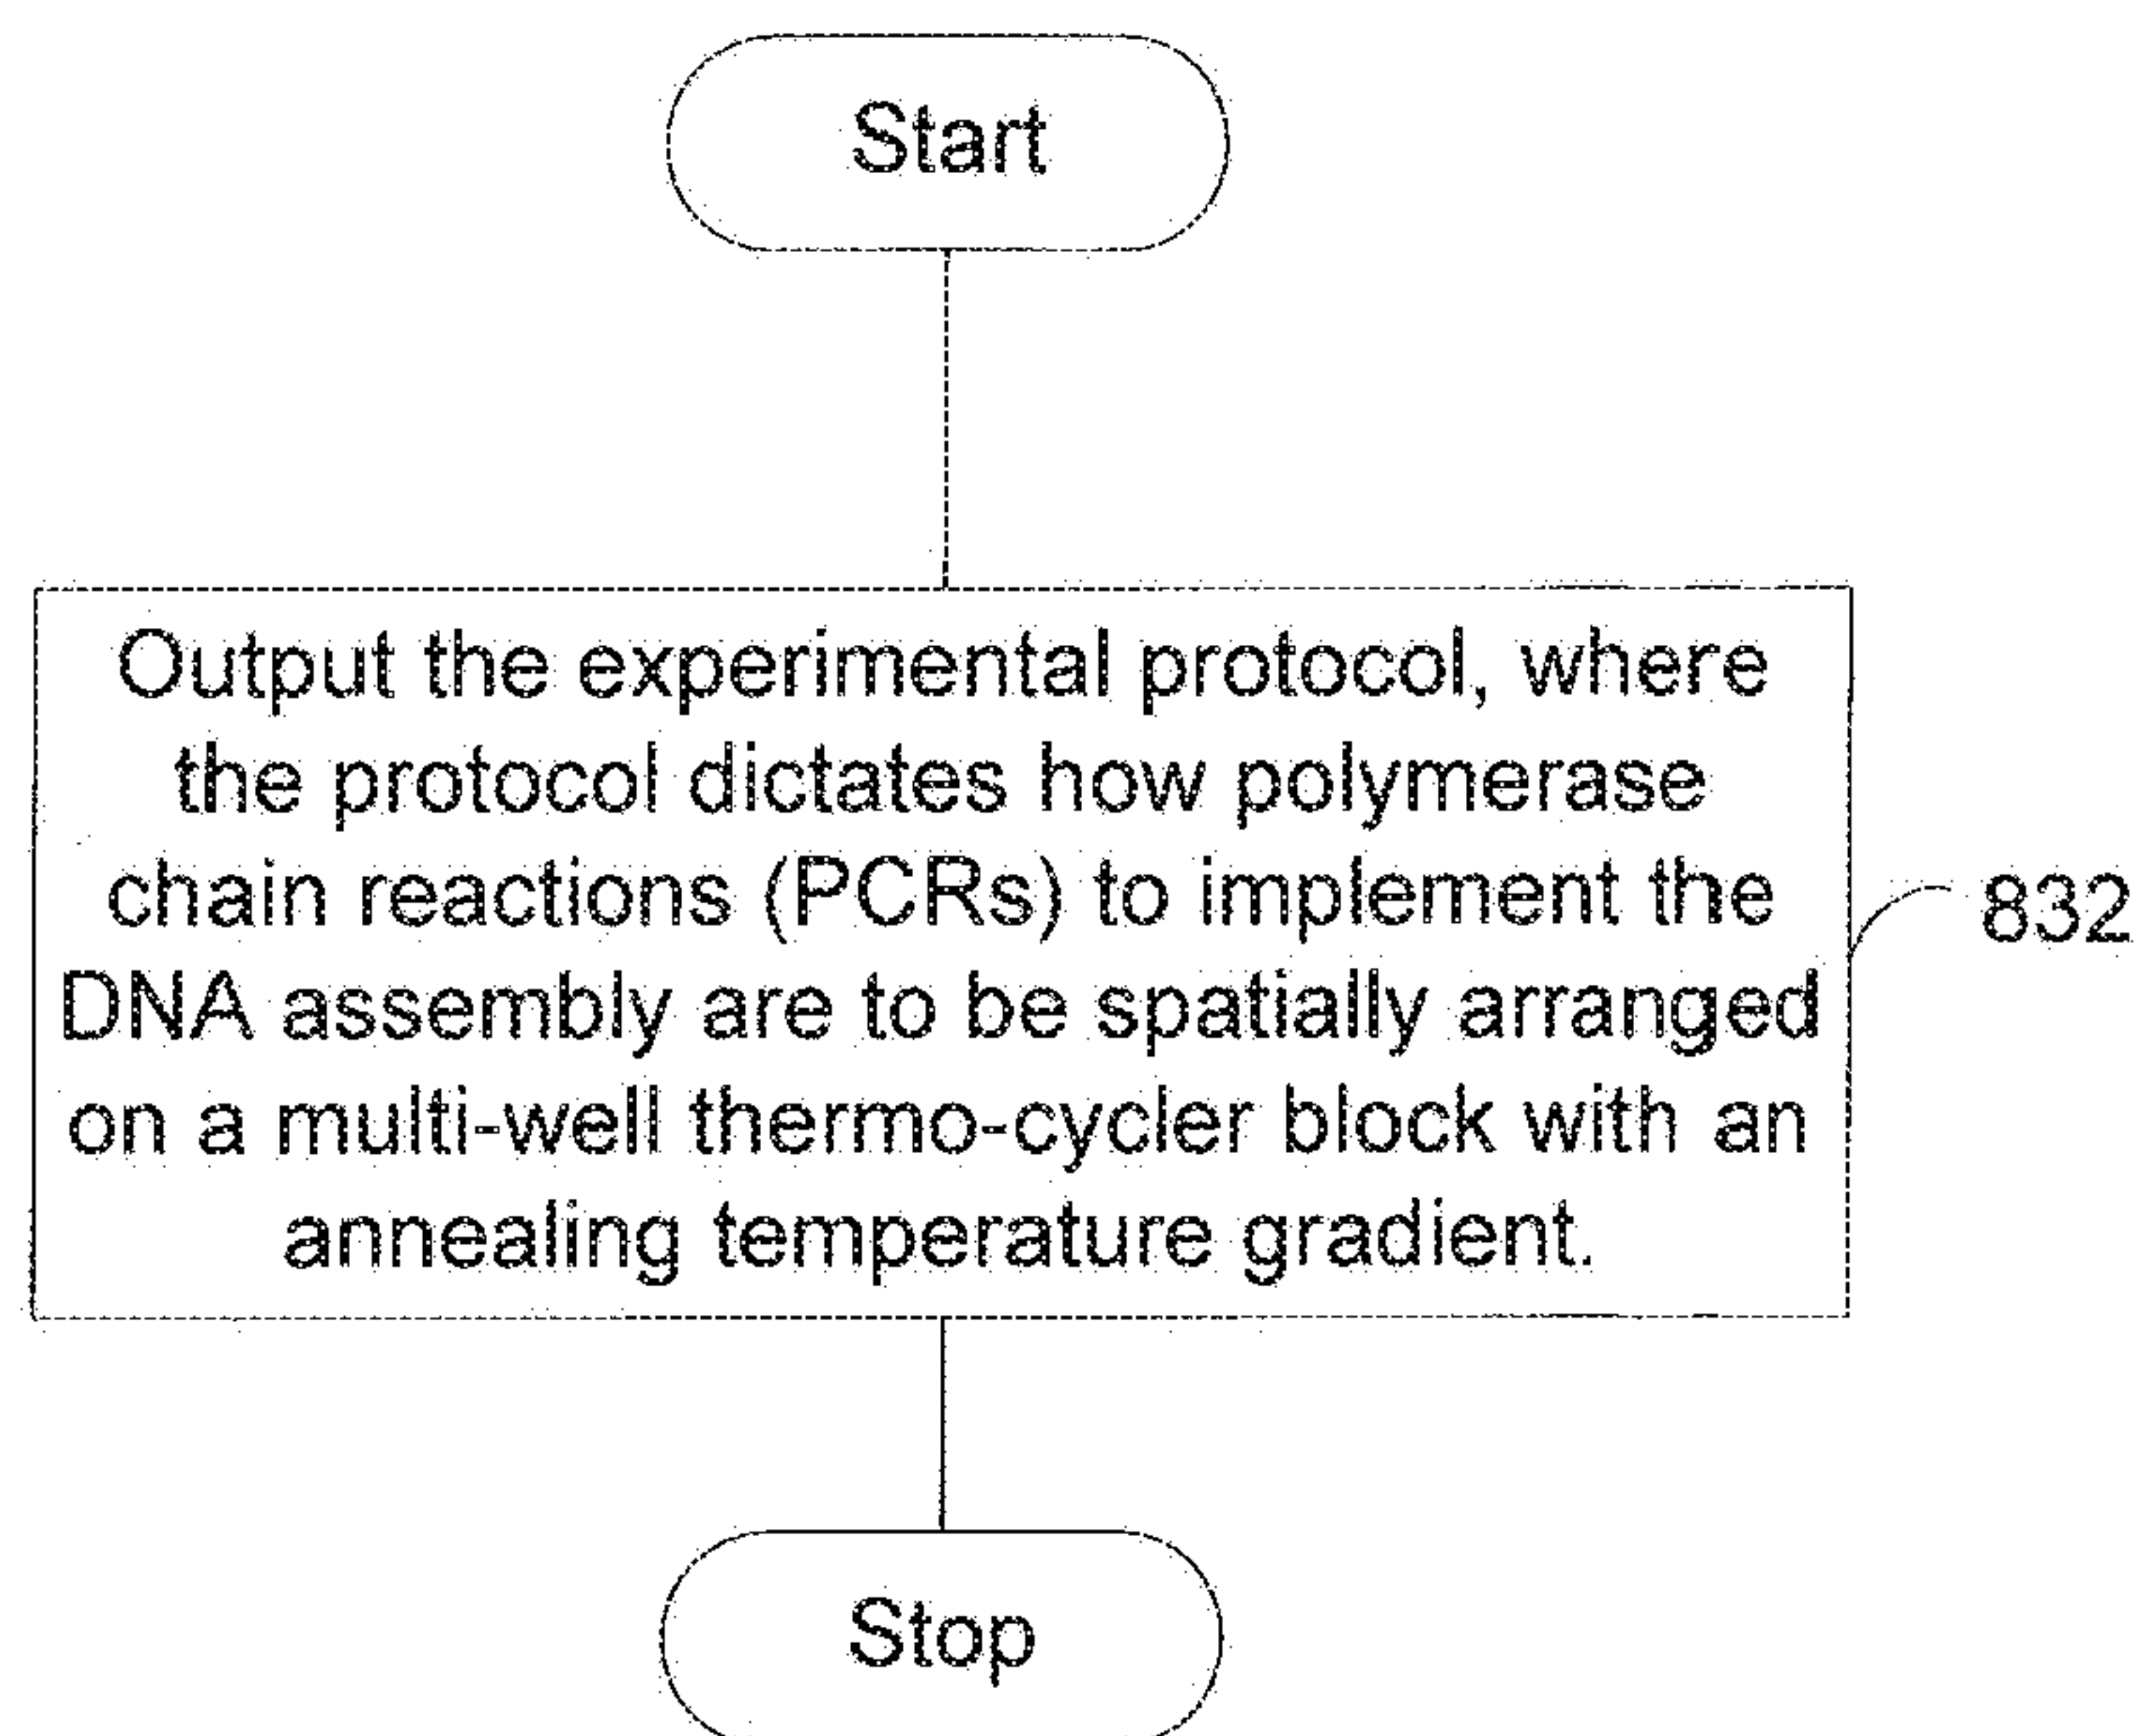 Start
Output the experimental protocol, where
the protocol dictates how polymerase
chain reactions (PCRs) to implement the
DNA assembly are to be spatially arranged
on a multi-well thermo-cycler block with an
annealing temperature gradient.
832
Stop